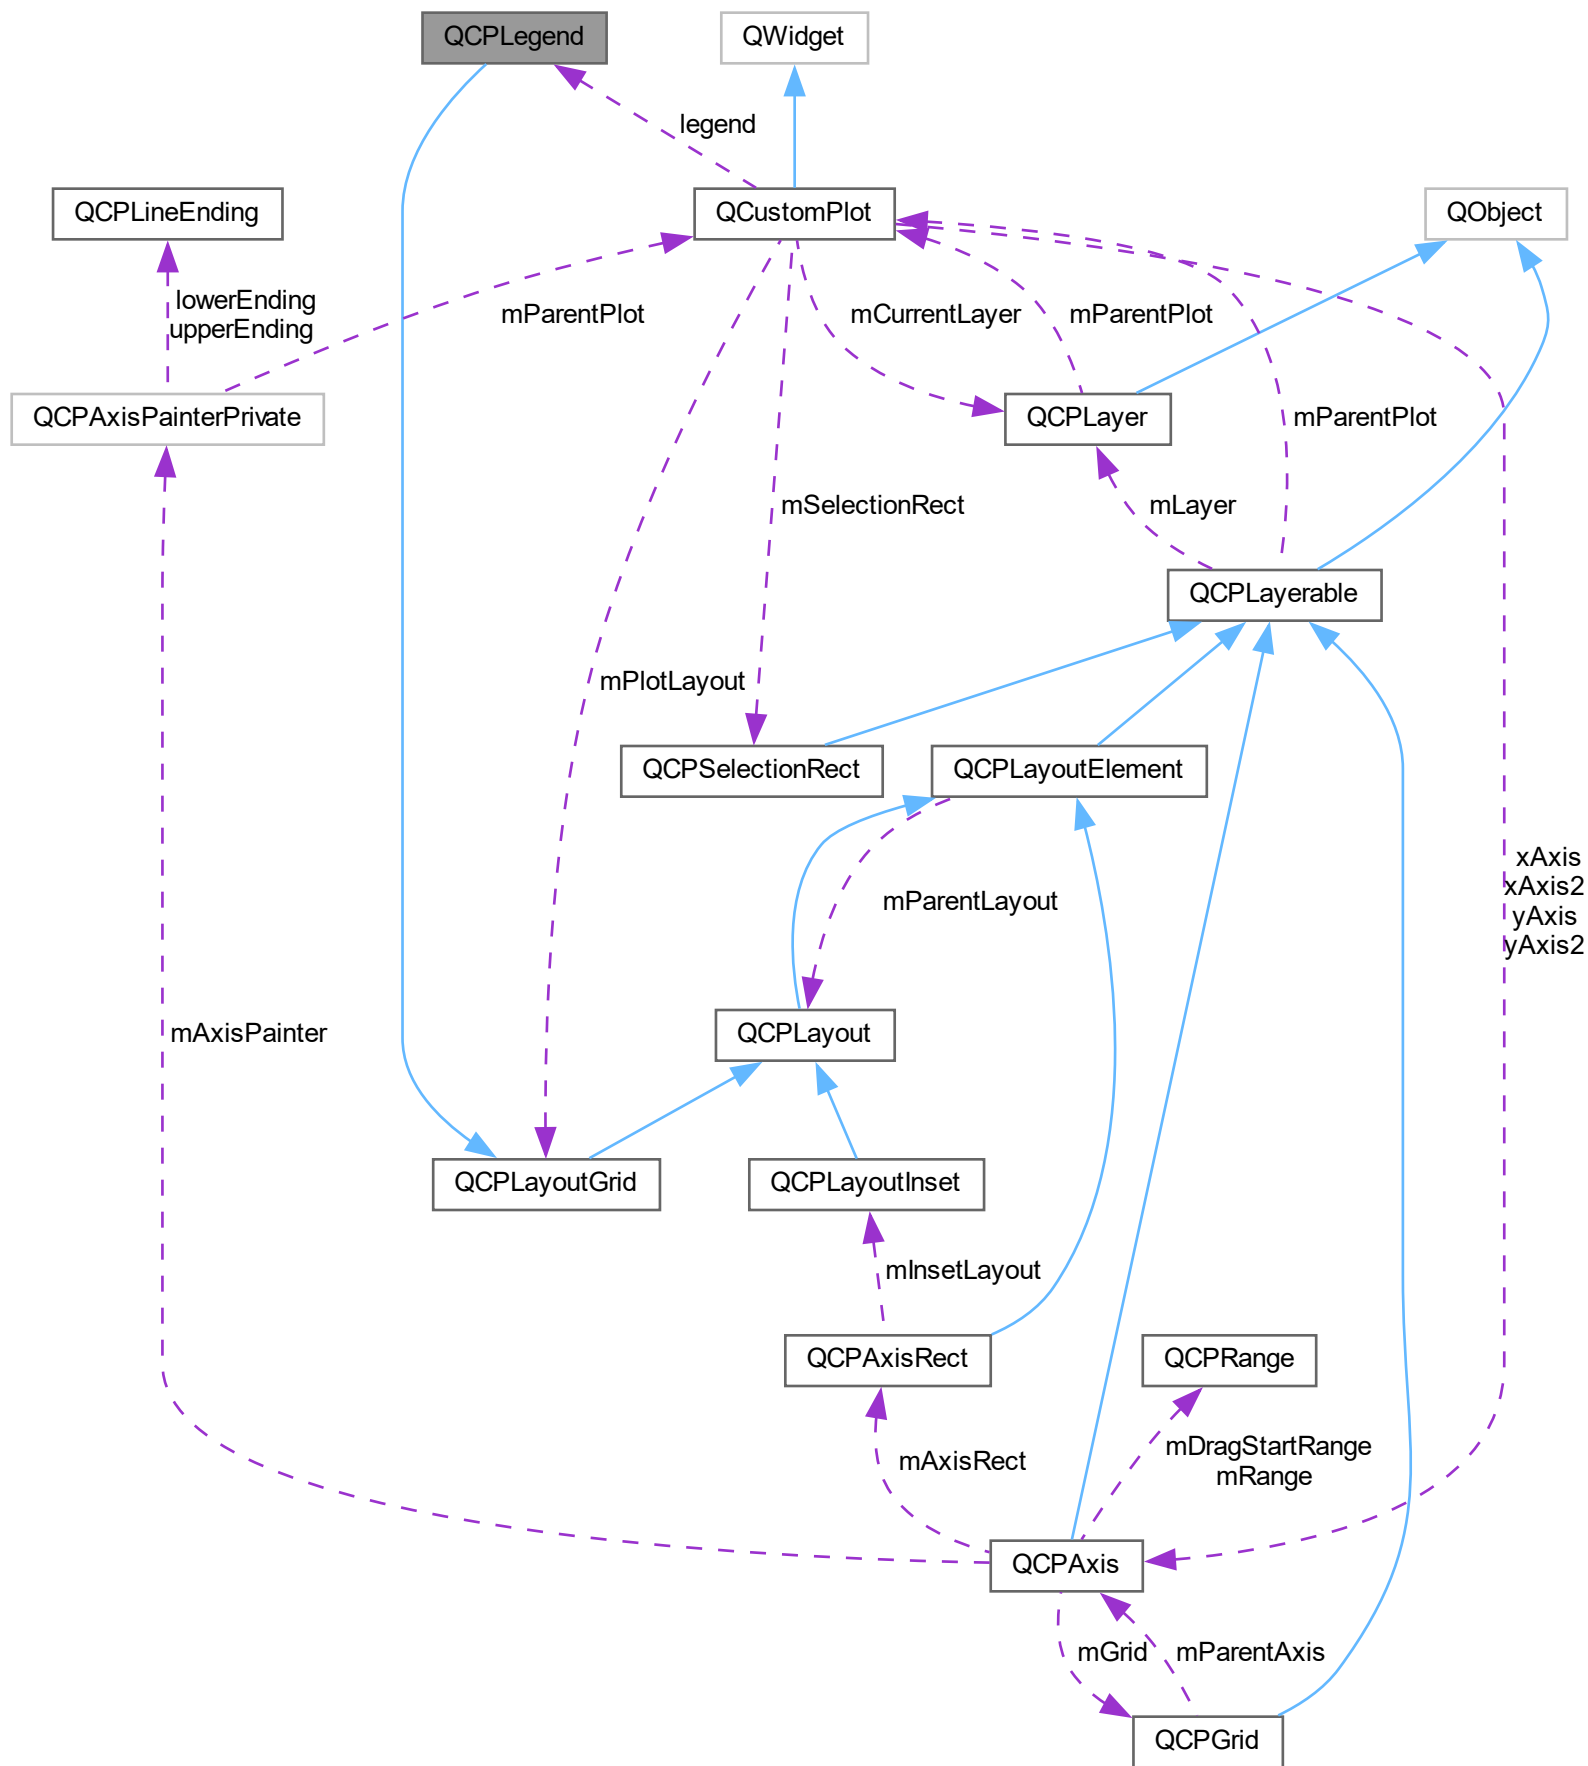 QCPLegend
QWidget
legend
QCPLineEnding
QCustomPlot
QObject
lowerEnding
upperEnding
mParentPlot
mCurrentLayer
mParentPlot
QCPAxisPainterPrivate
QCPLayer
mParentPlot
mSelectionRect
mLayer
QCPLayerable
mPlotLayout
QCPSelectionRect
QCPLayoutElement
xAxis
xAxis2
yAxis
yAxis2
mParentLayout
mAxisPainter
QCPLayout
QCPLayoutGrid
QCPLayoutInset
mInsetLayout
QCPAxisRect
QCPRange
mAxisRect
mDragStartRange
mRange
QCPAxis
mGrid
mParentAxis
QCPGrid